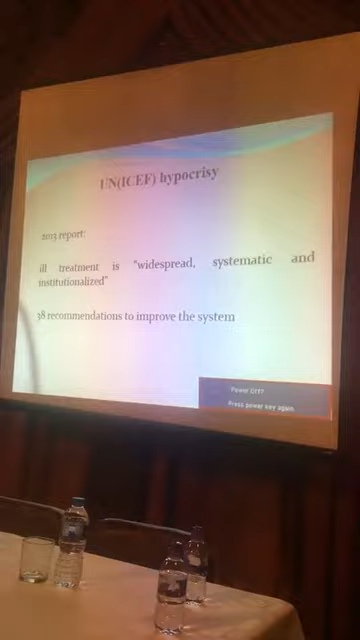 UN(ICEF) hypocrisy
2013 report:
ill treatment is "widespread, systematic and
institutionalized"
38 recommendations to improve the system
Power Off?
Press power key again